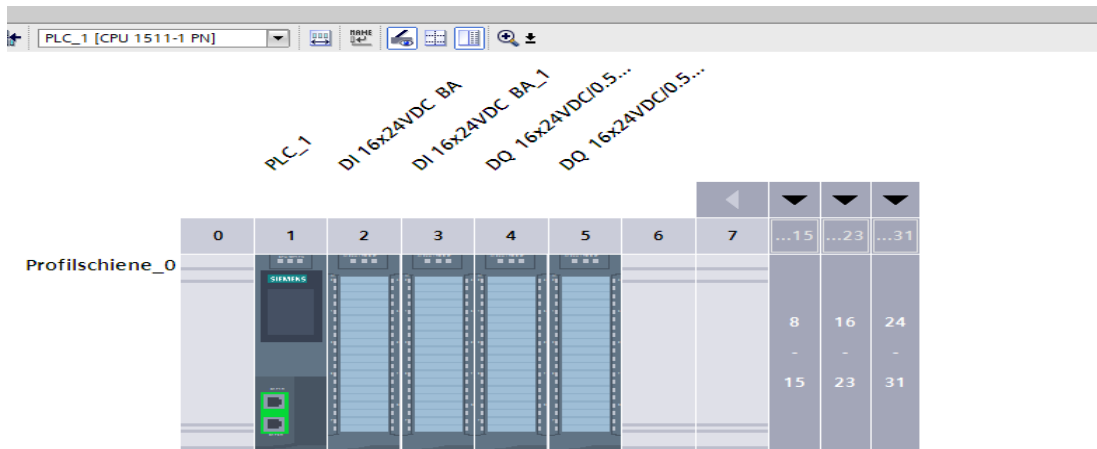 PLC_1 [CPU 1511-1 PN]
NAME
PLC_1
DI 16x24VDC BA
DI 16x24VDC BA_1
DQ 16x24VDC/0.5...
DQ 16x24VDC/0.5...
0 1 2 3 4 5 6 7 ...15 ...23 ...31
Profilschiene_0
SIEMENS
8 16 24
- - -
15 23 31